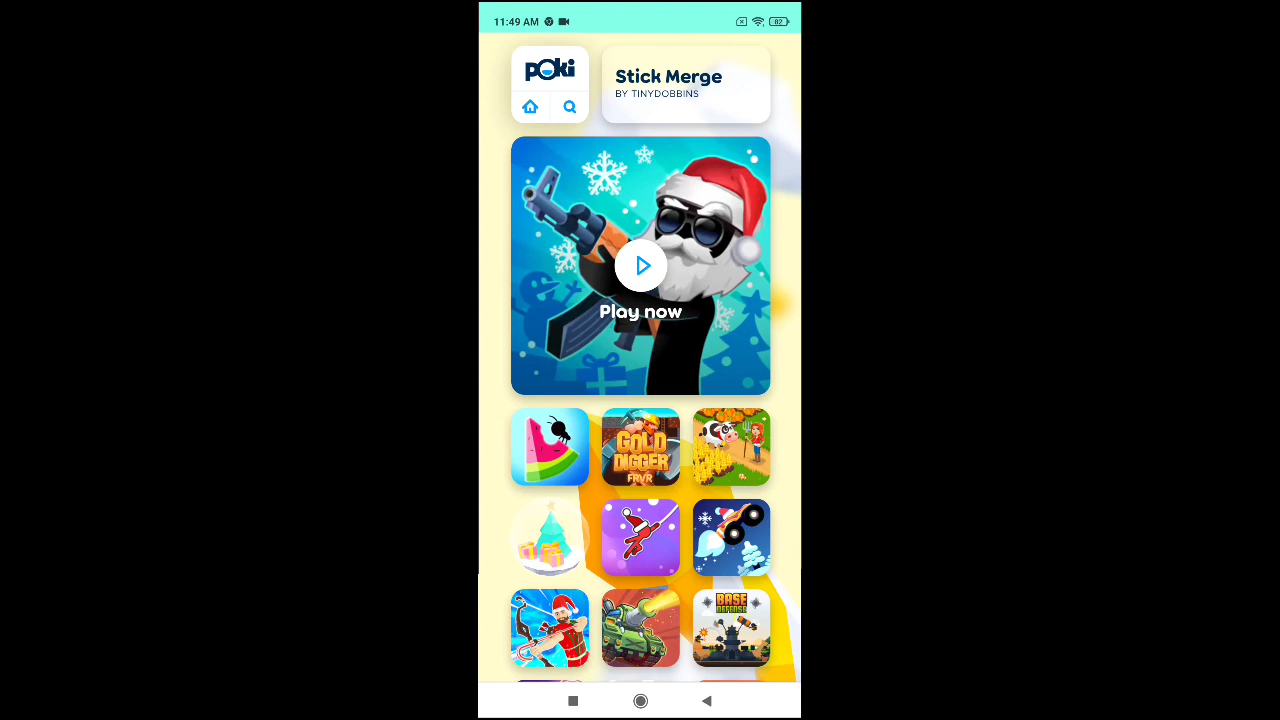 11:49 AM
82
poki
Stick Merge
BY TINYDOBBINS
Play now
GOLD
DIGGER
FRVR
BASE
DEFENSE